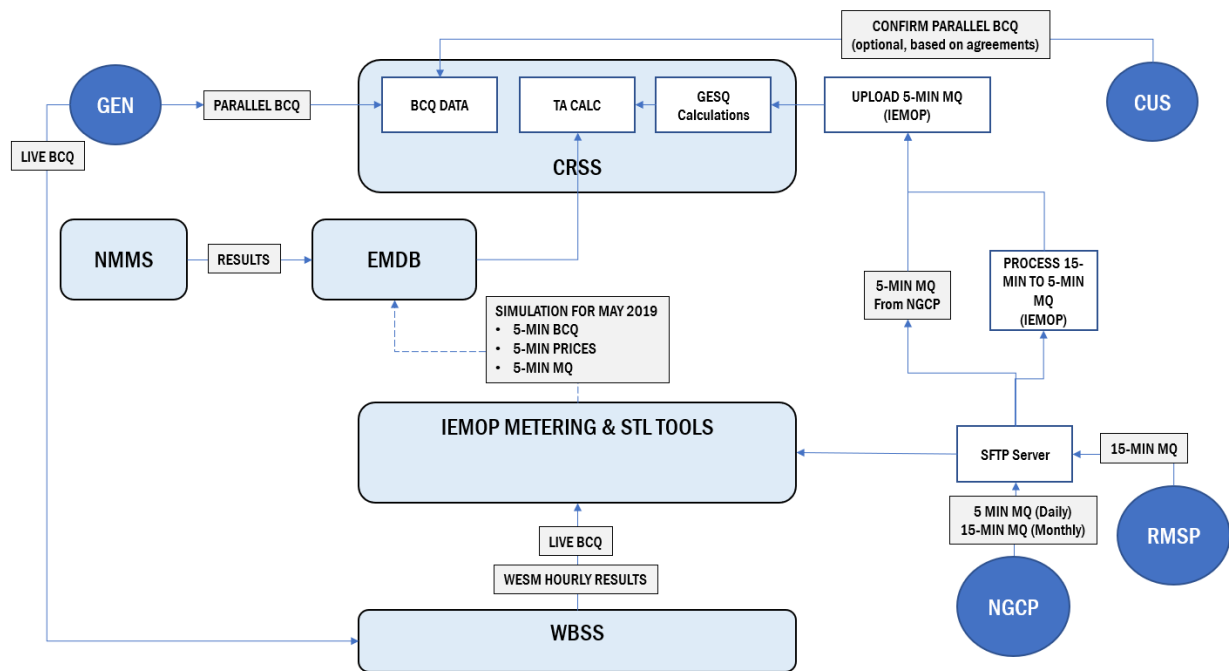 CONFIRM PARALLEL BCQ
(optional, based on agreements)
GEN
PARALLEL BCQ
BCQ DATA
TA CALC
GESQ
Calculations
UPLOAD 5-MIN MQ
(IEMOP)
CUS
LIVE BCQ
CRSS
NMMS
RESULTS
EMDB
5-MIN MQ
From NGCP
PROCESS 15-
MIN TO 5-MIN
MQ
(IEMOP)
SIMULATION FOR MAY 2019
• 5-MIN BCQ
• 5-MIN PRICES
• 5-MIN MQ
IEMOP METERING & STL TOOLS
SFTP Server
15-MIN MQ
5 MIN MQ (Daily)
15-MIN MQ (Monthly)
RMSP
LIVE BCQ
WESM HOURLY RESULTS
NGCP
WBSS